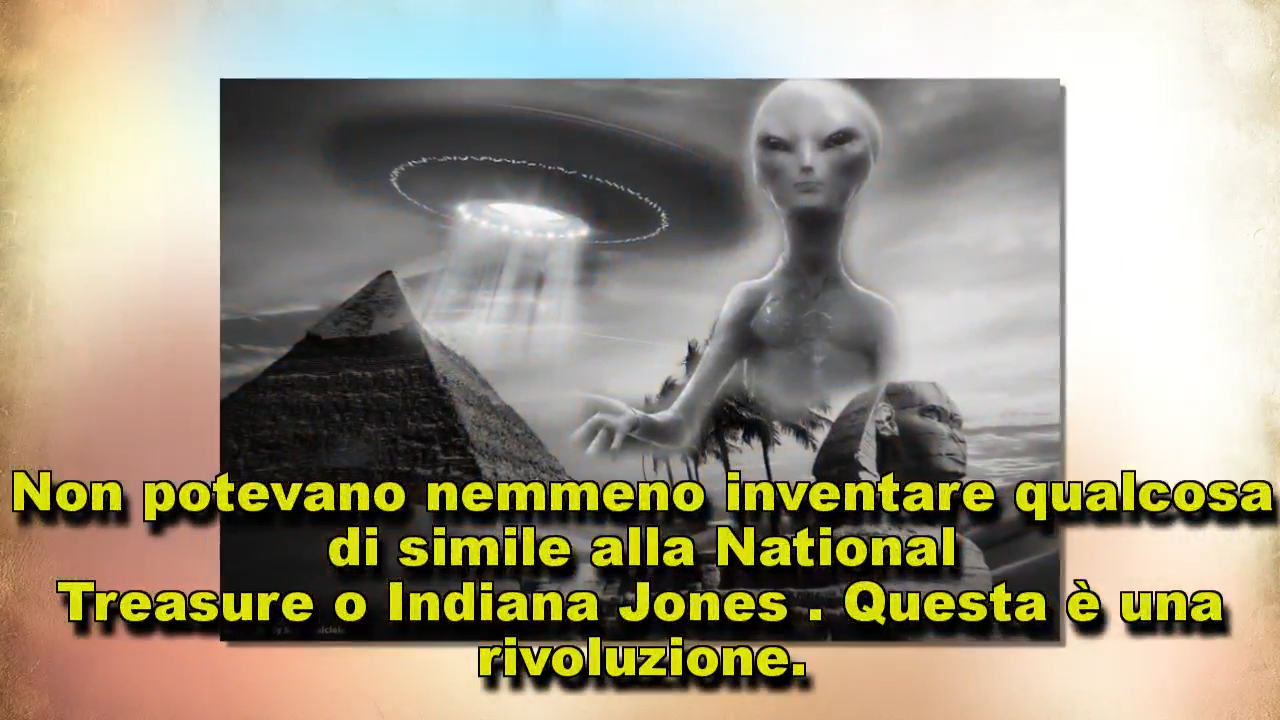 Non potevano nemmeno inventare qualcosa
di simile alla National
Treasure o Indiana Jones . Questa è una
rivoluzione.